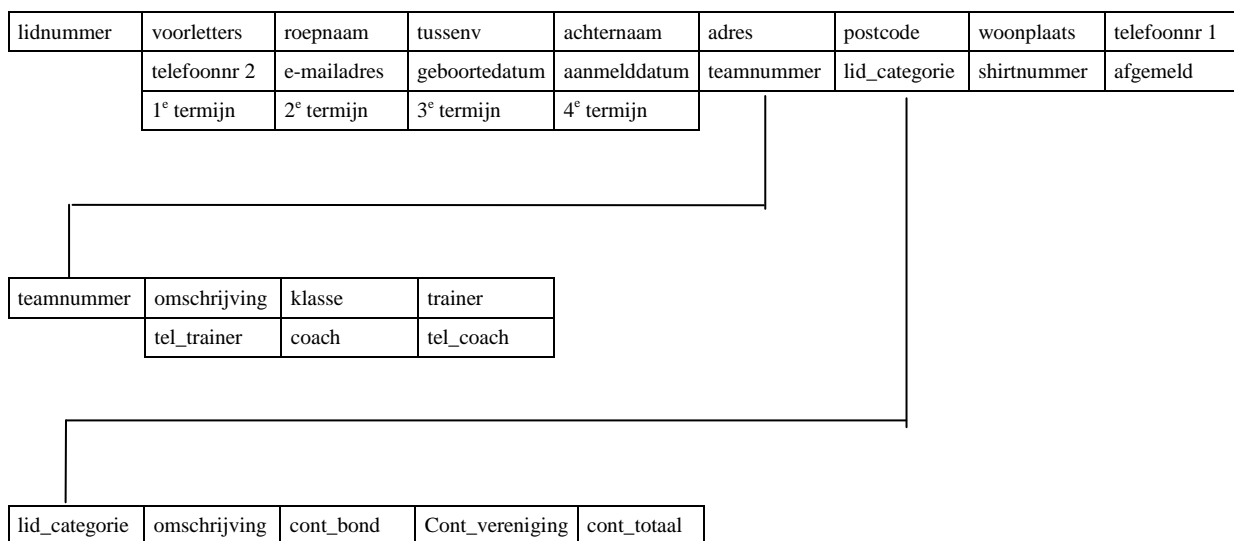 lidnummer voorletters roepnaam tussenv achternaam adres postcode woonplaats telefoonnr 1
telefoonnr 2 e-mailadres geboortedatum aanmelddatum teamnummer lid_categorie shirtnummer afgemeld
1e termijn 2e termijn 3e termijn 4e termijn
teamnummer omschrijving klasse trainer
tel_trainer coach tel_coach
lid_categorie omschrijving cont_bond Cont_vereniging cont_totaal